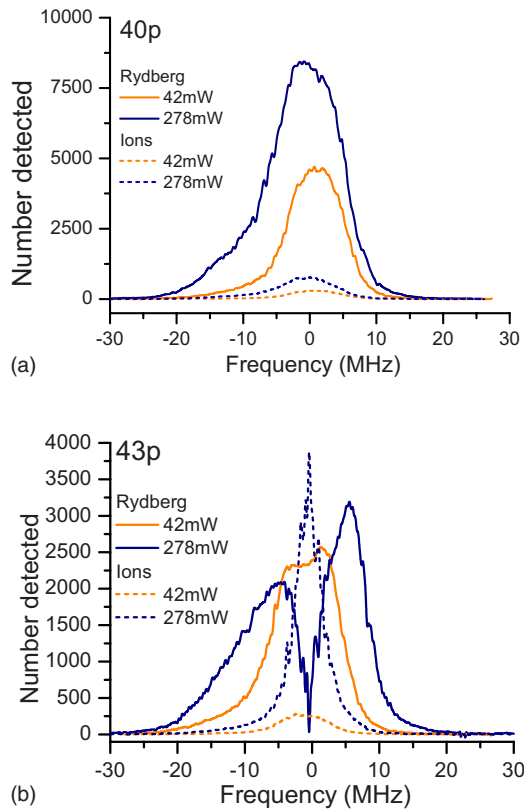 40p
10000
7500
5000
2500
0
Number detected
Rydberg
42mW
278mW
Ions
42mW
278mW
-30 -20 -10 0 10 20 30
Frequency (MHz)
(a)
43p
4000
3500
3000
2500
2000
1500
1000
500
0
Number detected
Rydberg
42mW
278mW
Ions
42mW
278mW
-30 -20 -10 0 10 20 30
Frequency (MHz)
(b)